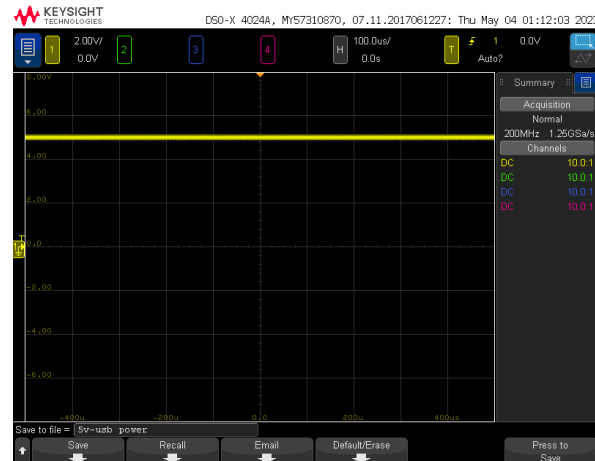 KEYSIGHT
TECHNOLOGIES
DSO-X 4024A, MY57310870, 07.11.2017061227: Thu May 04 01:12:03 2023
1 2.00V/ 2 3 4 H 100.0us/ T 1 0.0V
0.0V 0.0s Auto?
8.00V
6.00
4.00
2.00
0.0
-2.00
-4.00
-6.00
-400u -200u 0.0 200u 400us
T
1
Summary
Acquisition
Normal
200MHz 1.25GSa/s
Channels
DC 10.0:1
DC 10.0:1
DC 10.0:1
DC 10.0:1
Save to file = 5v-usb power
Save Recall Email Default/Erase Press to
Save